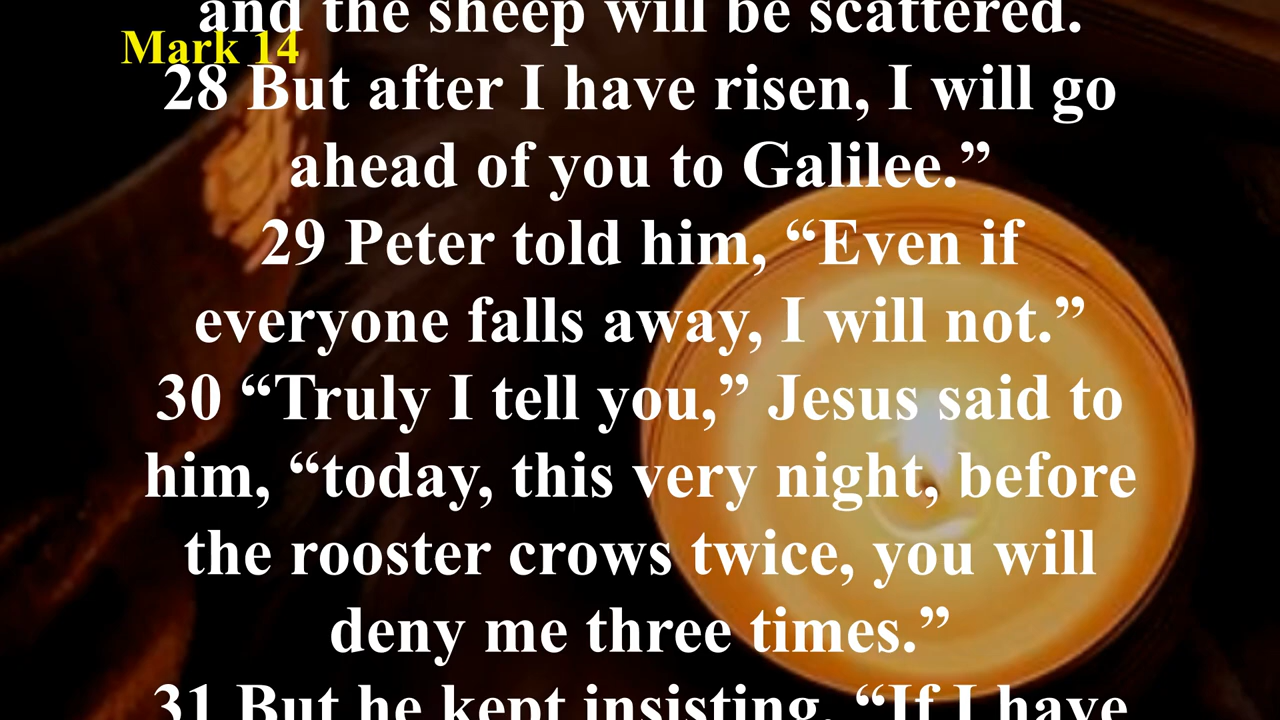 and the sheep will be scattered.
Mark 14
28 But after I have risen, I will go
ahead of you to Galilee.”
29 Peter told him, “Even if
everyone falls away, I will not.”
30 “Truly I tell you,” Jesus said to
him, “today, this very night, before
the rooster crows twice, you will
deny me three times.”
31 But he kept insisting, “If I have